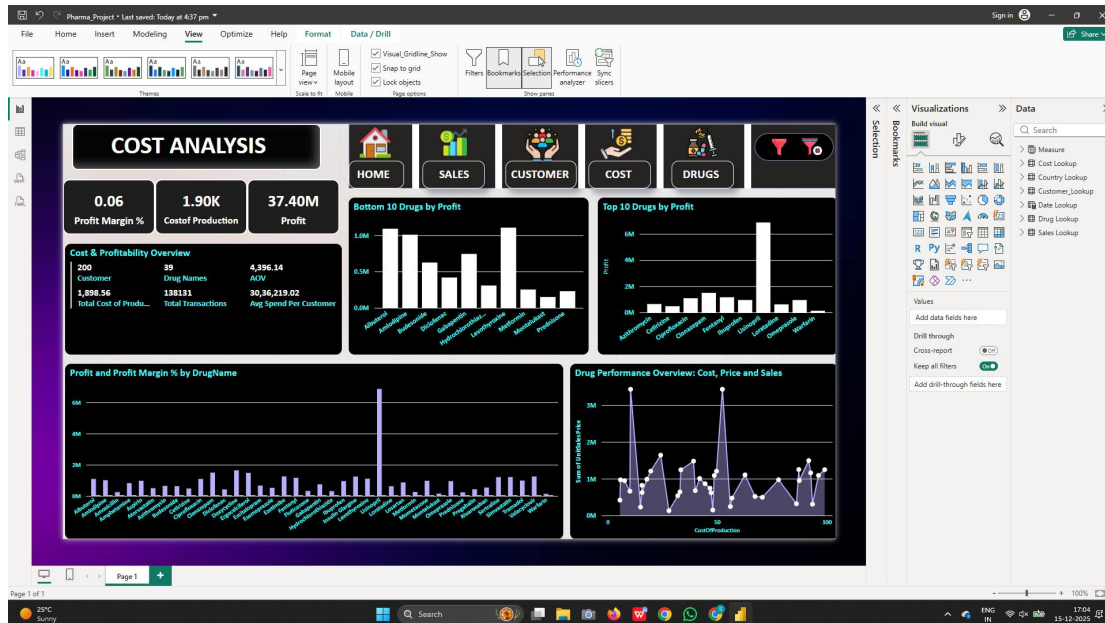 Pharma_Project • Last saved: Today at 4:37 pm
Sign in
File Home Insert Modeling View Optimize Help Format Data / Drill
Share
Aa Aa Aa Aa Aa Aa
Page view
Mobile layout
Visual_Gridline_Show
Snap to grid
Lock objects
Filters Bookmarks Selection Performance analyzer Sync slicers
Themes Scale to fit Mobile Page options Show panes
COST ANALYSIS
HOME SALES CUSTOMER COST DRUGS
0.06
Profit Margin %
1.90K
Costof Production
37.40M
Profit
Cost & Profitability Overview
200 39 4,396.14
Customer Drug Names AOV
1,898.56 138131 30,36,219.02
Total Cost of Produ... Total Transactions Avg Spend Per Customer
Bottom 10 Drugs by Profit
1.0M
0.5M
0.0M
Albuterol Amlodipine Budesonide Diclofenac Gabapentin Hydrochlorothiaz... Levothyroxine Metformin Montelukast Prednisone
Top 10 Drugs by Profit
Profit
6M
4M
2M
0M
Azithromycin Cetirizine Ciprofloxacin Clonazepam Fentanyl Ibuprofen Lisinopril Loratadine Omeprazole Warfarin
Profit and Profit Margin % by DrugName
6M
4M
2M
0M
Drug Performance Overview: Cost, Price and Sales
Sum of UnitSalesPrice
3M
2M
1M
0M
0 50 100
CostOfProduction
Selection
Bookmarks
Visualizations
Build visual
Values
Add data fields here
Drill through
Cross-report Off
Keep all filters On
Add drill-through fields here
Data
Search
Measure
Cost Lookup
Country Lookup
Customer_Lookup
Date Lookup
Drug Lookup
Sales Lookup
Page 1
Page 1 of 1
100%
25°C
Sunny
Search
ENG
IN
17:04
15-12-2025